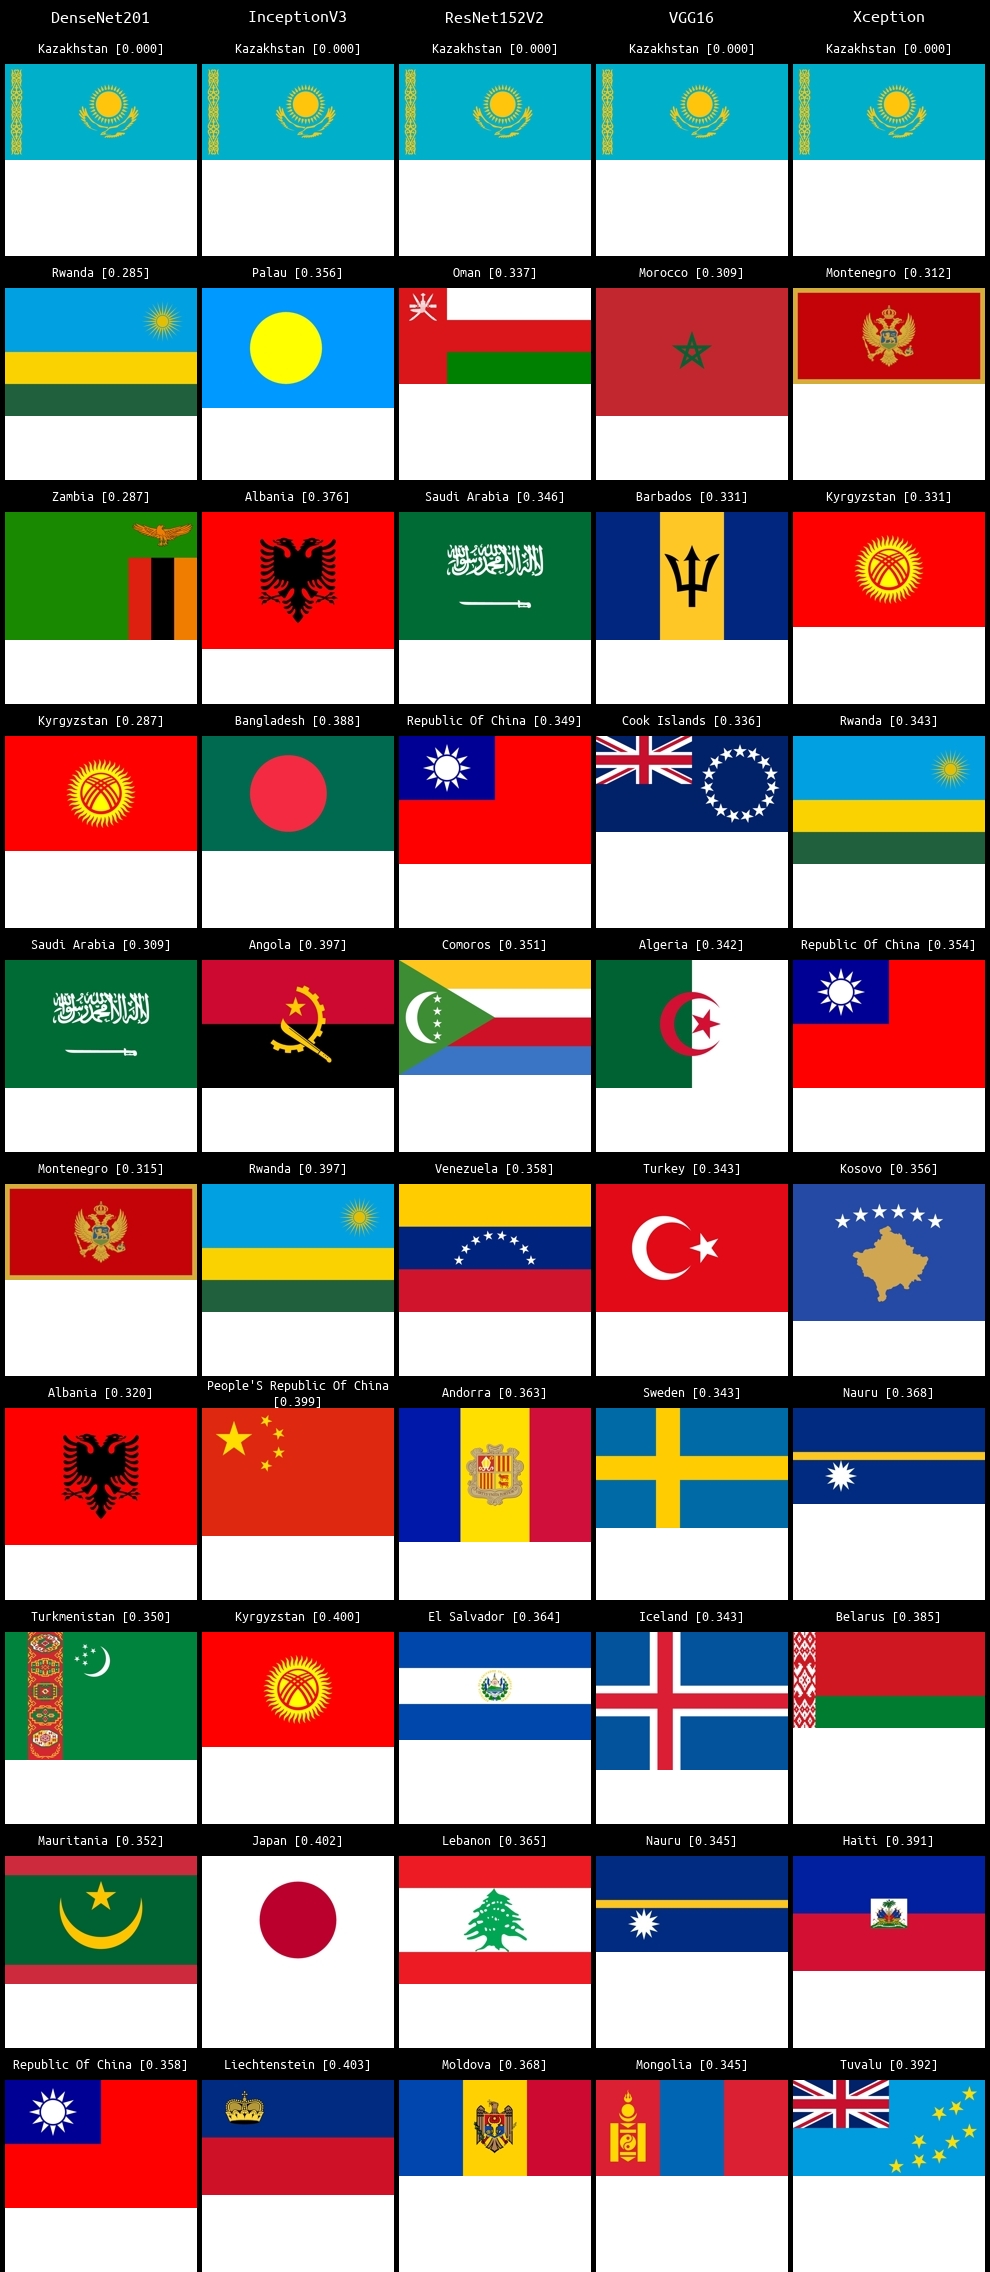 DenseNet201 InceptionV3 ResNet152V2 VGG16 Xception
Kazakhstan [0.000] Kazakhstan [0.000] Kazakhstan [0.000] Kazakhstan [0.000] Kazakhstan [0.000]
Rwanda [0.285] Palau [0.356] Oman [0.337] Morocco [0.309] Montenegro [0.312]
Zambia [0.287] Albania [0.376] Saudi Arabia [0.346] Barbados [0.331] Kyrgyzstan [0.331]
Kyrgyzstan [0.287] Bangladesh [0.388] Republic Of China [0.349] Cook Islands [0.336] Rwanda [0.343]
Saudi Arabia [0.309] Angola [0.397] Comoros [0.351] Algeria [0.342] Republic Of China [0.354]
Montenegro [0.315] Rwanda [0.397] Venezuela [0.358] Turkey [0.343] Kosovo [0.356]
Albania [0.320] People'S Republic Of China [0.399] Andorra [0.363] Sweden [0.343] Nauru [0.368]
Turkmenistan [0.350] Kyrgyzstan [0.400] El Salvador [0.364] Iceland [0.343] Belarus [0.385]
Mauritania [0.352] Japan [0.402] Lebanon [0.365] Nauru [0.345] Haiti [0.391]
Republic Of China [0.358] Liechtenstein [0.403] Moldova [0.368] Mongolia [0.345] Tuvalu [0.392]